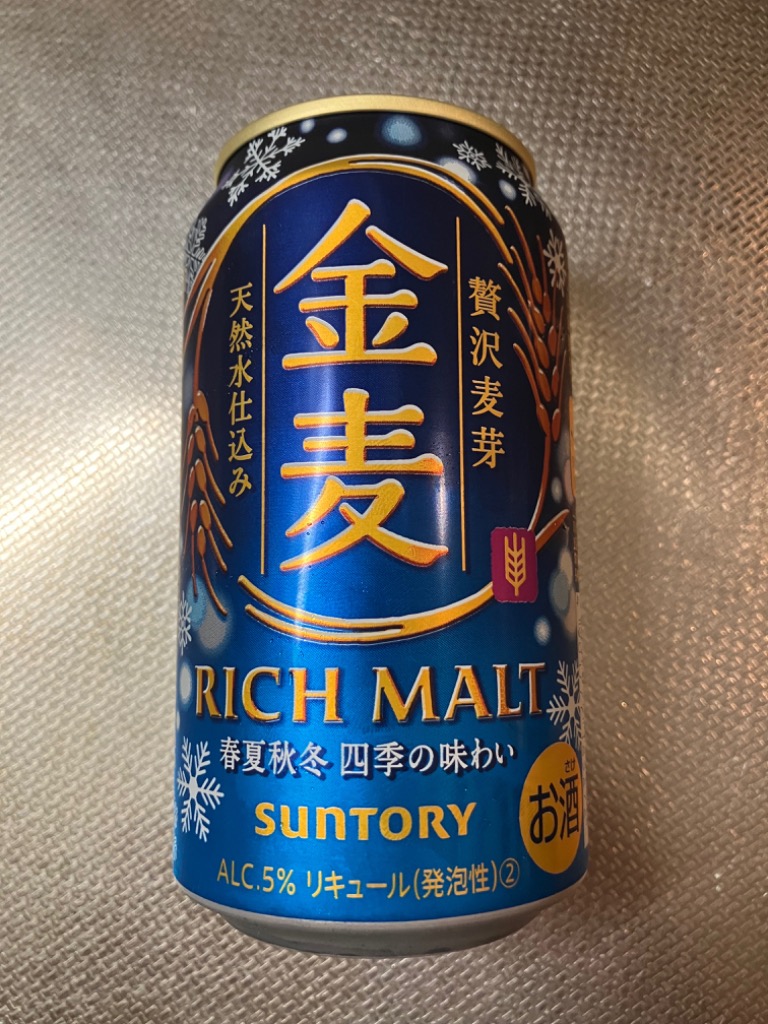 金麦
贅沢麦芽
天然水仕込み
RICH MALT
春夏秋冬 四季の味わい
SUNTORY
さけ
お酒
ALC.5% リキュール(発泡性)②